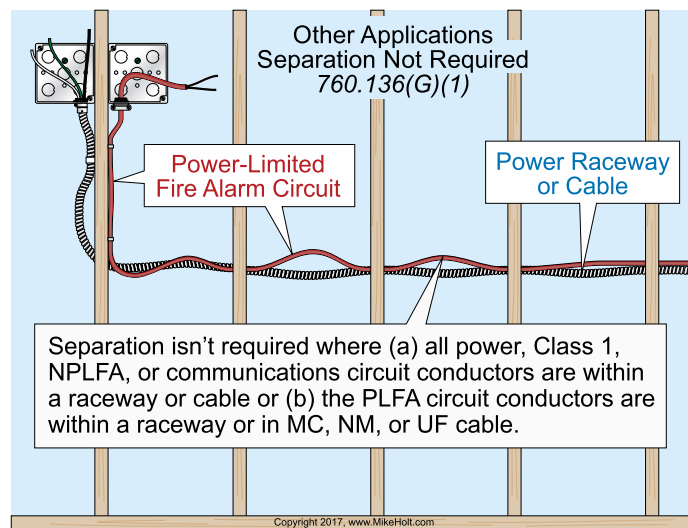 Other Applications
Separation Not Required
760.136(G)(1)
Power-Limited
Fire Alarm Circuit
Power Raceway
or Cable
Separation isn’t required where (a) all power, Class 1,
NPLFA, or communications circuit conductors are within
a raceway or cable or (b) the PLFA circuit conductors are
within a raceway or in MC, NM, or UF cable.
Copyright 2017, www.MikeHolt.com